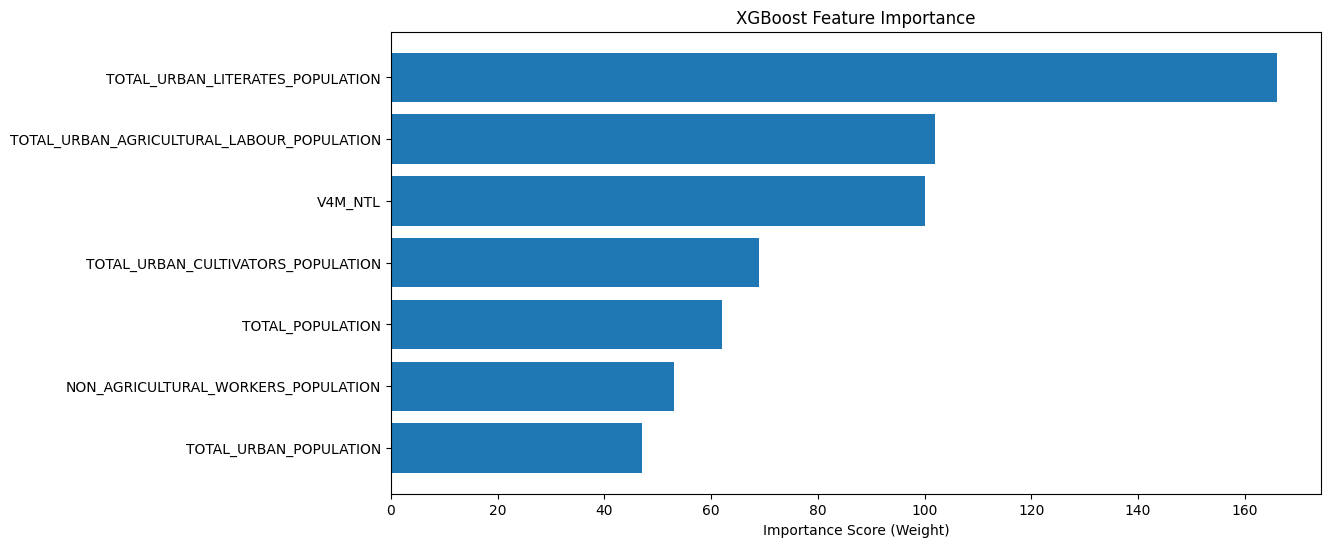 XGBoost Feature Importance
TOTAL_URBAN_LITERATES_POPULATION
TOTAL_URBAN_AGRICULTURAL_LABOUR_POPULATION
V4M_NTL
TOTAL_URBAN_CULTIVATORS_POPULATION
TOTAL_POPULATION
NON_AGRICULTURAL_WORKERS_POPULATION
TOTAL_URBAN_POPULATION
0 20 40 60 80 100 120 140 160
Importance Score (Weight)